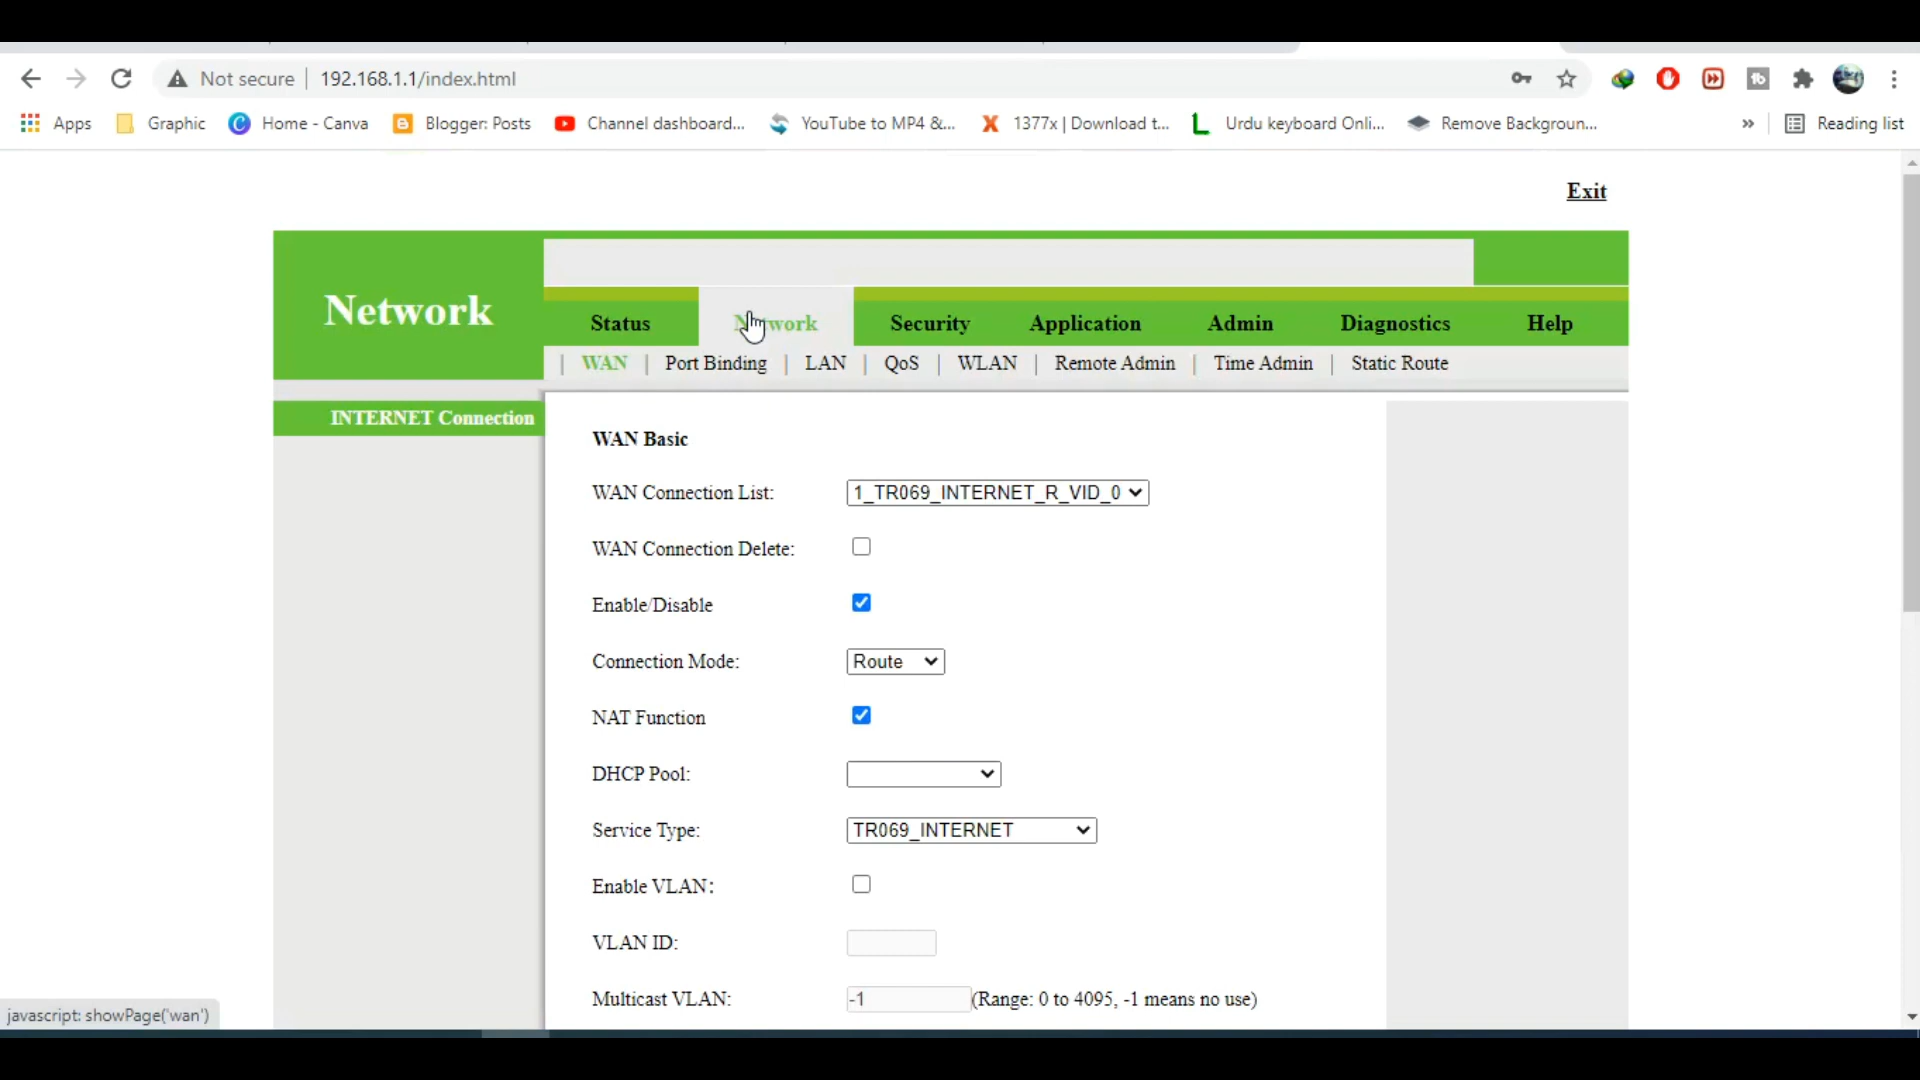 Not secure | 192.168.1.1/index.html
Apps Graphic Home - Canva Blogger: Posts Channel dashboard... YouTube to MP4 &... 1377x | Download t... Urdu keyboard Onli... Remove Backgroun... » Reading list
Exit
Network
Status Network Security Application Admin Diagnostics Help
| WAN | Port Binding | LAN | QoS | WLAN | Remote Admin | Time Admin | Static Route
INTERNET Connection
WAN Basic
WAN Connection List: 1_TR069_INTERNET_R_VID_0
WAN Connection Delete:
Enable/Disable
Connection Mode: Route
NAT Function
DHCP Pool:
Service Type: TR069_INTERNET
Enable VLAN:
VLAN ID:
Multicast VLAN: -1 (Range: 0 to 4095, -1 means no use)
javascript: showPage('wan')